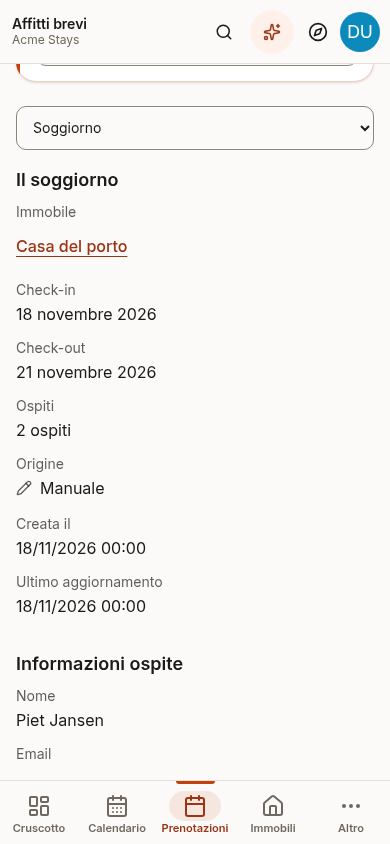 Affitti brevi
Acme Stays
DU
Soggiorno
Il soggiorno
Immobile
Casa del porto
Check-in
18 novembre 2026
Check-out
21 novembre 2026
Ospiti
2 ospiti
Origine
Manuale
Creata il
18/11/2026 00:00
Ultimo aggiornamento
18/11/2026 00:00
Informazioni ospite
Nome
Piet Jansen
Email
Cruscotto
Calendario
Prenotazioni
Immobili
Altro